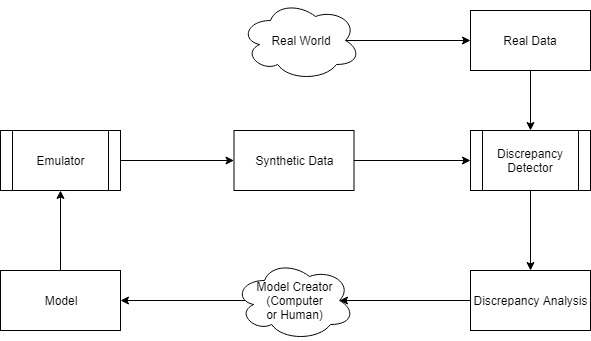 Real World
Real Data
Emulator
Synthetic Data
Discrepancy
Detector
Model
Model Creator
(Computer
or Human)
Discrepancy Analysis